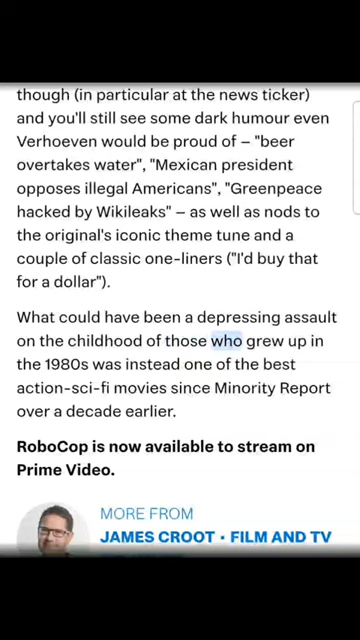 though (in particular at the news ticker)
and you'll still see some dark humour even
Verhoeven would be proud of – "beer
overtakes water", "Mexican president
opposes illegal Americans", "Greenpeace
hacked by Wikileaks" – as well as nods to
the original's iconic theme tune and a
couple of classic one-liners ("I'd buy that
for a dollar").
What could have been a depressing assault
on the childhood of those who grew up in
the 1980s was instead one of the best
action-sci-fi movies since Minority Report
over a decade earlier.
RoboCop is now available to stream on
Prime Video.
MORE FROM
JAMES CROOT • FILM AND TV